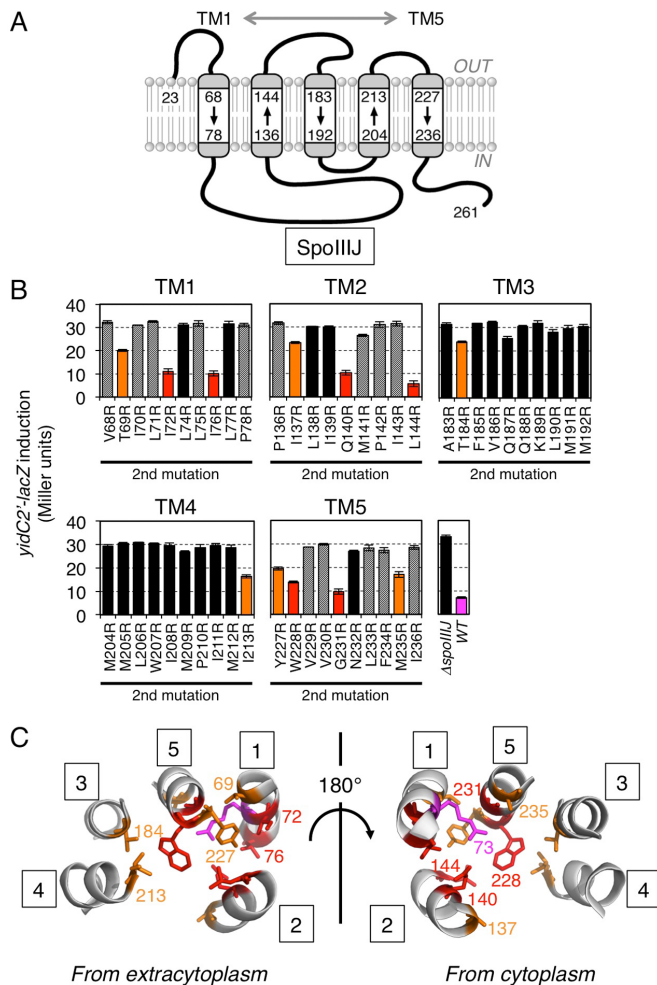 A
TM1 TM5
OUT
23 68 144 183 213 227
78 136 192 204 236
IN
261
SpoIIIJ
B
TM1 TM2 TM3
yidC2'-lacZ induction
(Miller units)
40
30
20
10
0
V68R T69R I70R L71R I72R L74R L75R I76R L77R P78R
2nd mutation
P136R I137R L138R I139R Q140R M141R P142R I143R L144R
2nd mutation
A183R T184R F185R V186R Q187R Q188R K189R L190R M191R M192R
2nd mutation
TM4 TM5
40
30
20
10
0
M204R M205R L206R W207R I208R M209R P210R I211R M212R I213R
2nd mutation
Y227R W228R V229R V230R G231R N232R L233R F234R M235R I236R
2nd mutation
ΔspoIIIJ WT
C
5 1
3 69
184 72
227 76
4 213
2
From extracytoplasm
180°
1 5
231 3
235
73
144 228
140 4
2 137
From cytoplasm